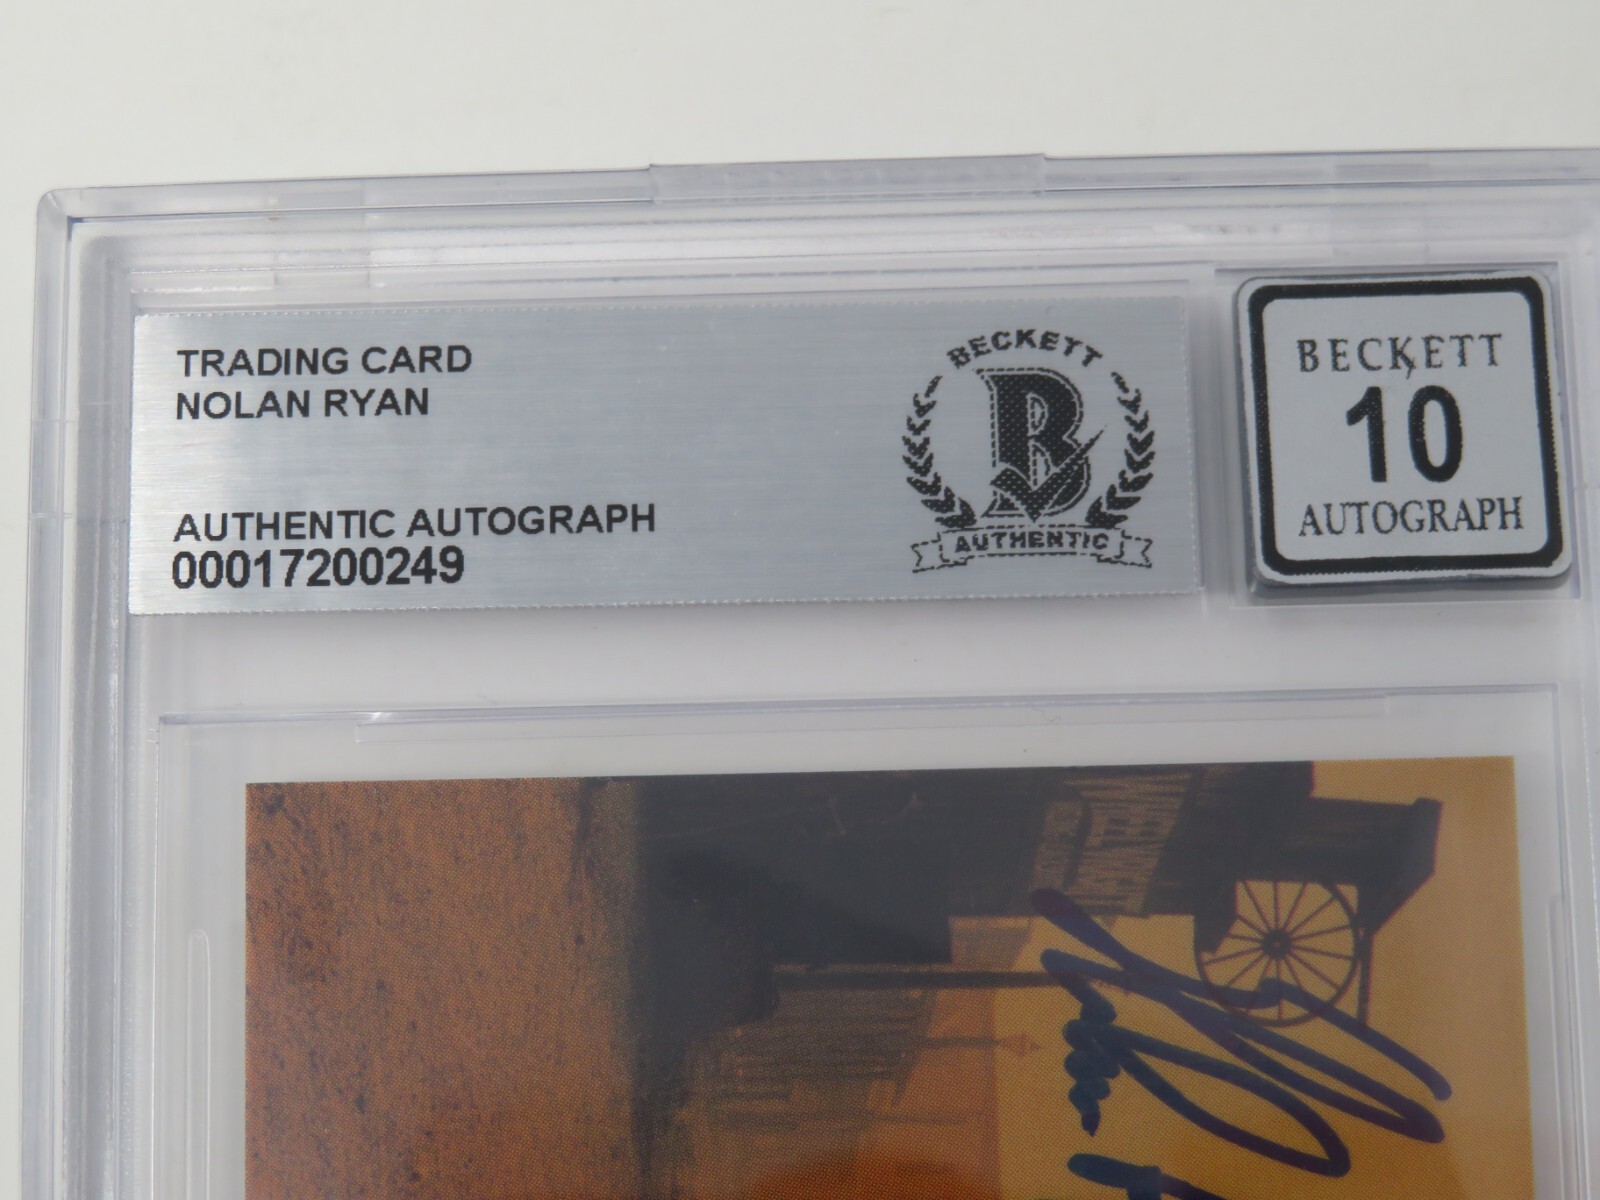 TRADING CARD
NOLAN RYAN
AUTHENTIC AUTOGRAPH
00017200249
BECKETT
B
AUTHENTIC
BECKETT
10
AUTOGRAPH